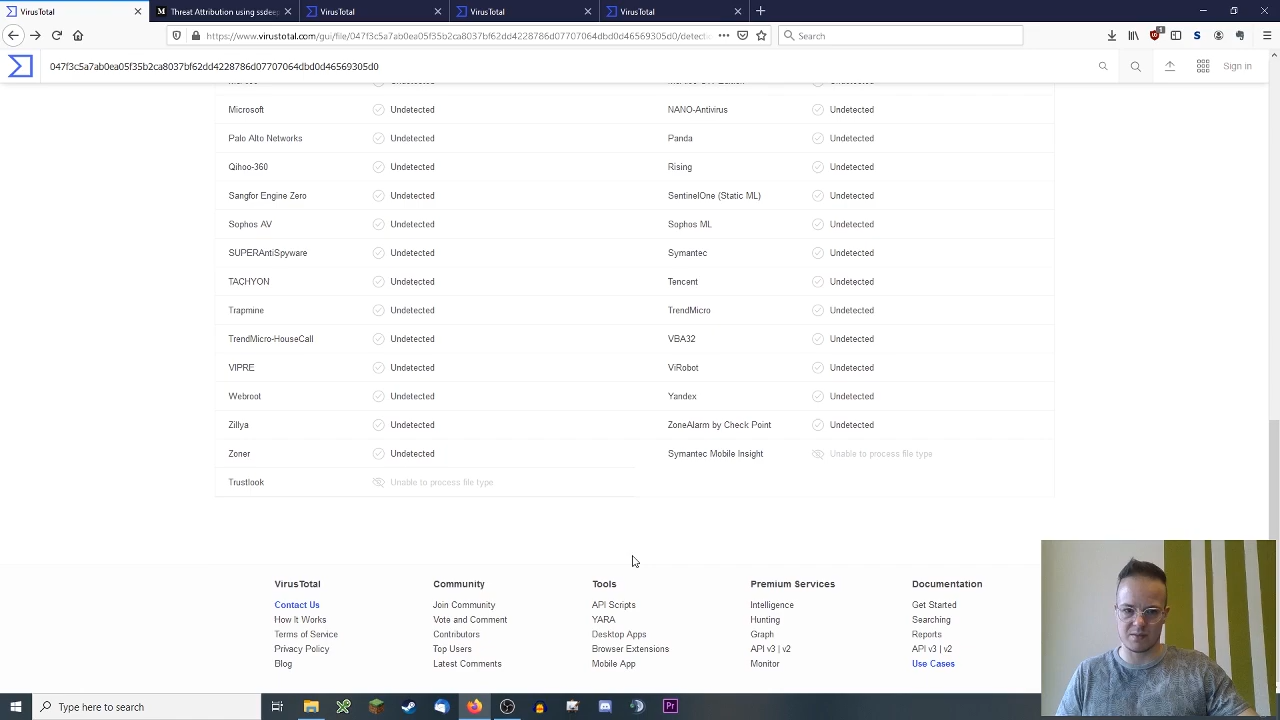 VirusTotal
Threat Attribution using ssdeep
VirusTotal
VirusTotal
VirusTotal
https://www.virustotal.com/gui/file/047f3c5a7ab0ea05f35b2ca8037bf62dd4228786d07707064dbd0d46569305d0/detect
Search
047f3c5a7ab0ea05f35b2ca8037bf62dd4228786d07707064dbd0d46569305d0
Sign in
Microsoft Undetected NANO-Antivirus Undetected
Palo Alto Networks Undetected Panda Undetected
Qihoo-360 Undetected Rising Undetected
Sangfor Engine Zero Undetected SentinelOne (Static ML) Undetected
Sophos AV Undetected Sophos ML Undetected
SUPERAntiSpyware Undetected Symantec Undetected
TACHYON Undetected Tencent Undetected
Trapmine Undetected TrendMicro Undetected
TrendMicro-HouseCall Undetected VBA32 Undetected
VIPRE Undetected ViRobot Undetected
Webroot Undetected Yandex Undetected
Zillya Undetected ZoneAlarm by Check Point Undetected
Zoner Undetected Symantec Mobile Insight Unable to process file type
Trustlook Unable to process file type
VirusTotal
Contact Us
How It Works
Terms of Service
Privacy Policy
Blog
Community
Join Community
Vote and Comment
Contributors
Top Users
Latest Comments
Tools
API Scripts
YARA
Desktop Apps
Browser Extensions
Mobile App
Premium Services
Intelligence
Hunting
Graph
API v3 | v2
Monitor
Documentation
Get Started
Searching
Reports
API v3 | v2
Use Cases
Type here to search
Pr